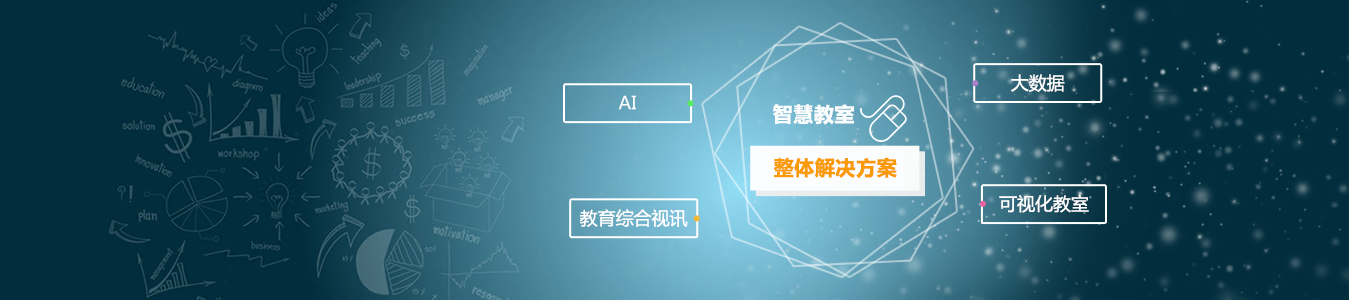 ideas
teaching
education
diagram
leadership
inspiration
manager
solution
success
workshop
innovation
plan
marketing
business
motivation
management
AI
教育综合视讯
智慧教室
整体解决方案
大数据
可视化教室